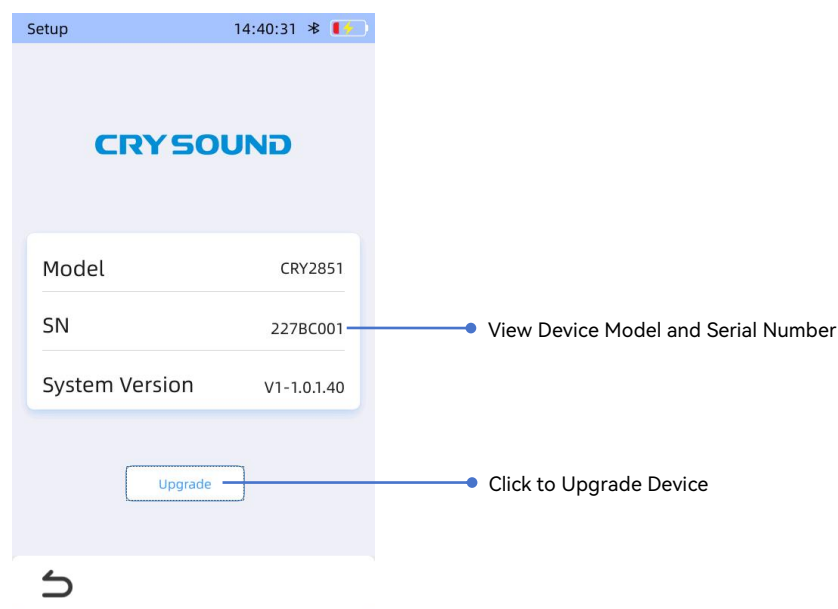 Setup 14:40:31
CRYSOUND
Model CRY2851
SN 227BC001
View Device Model and Serial Number
System Version V1-1.0.1.40
Upgrade
Click to Upgrade Device